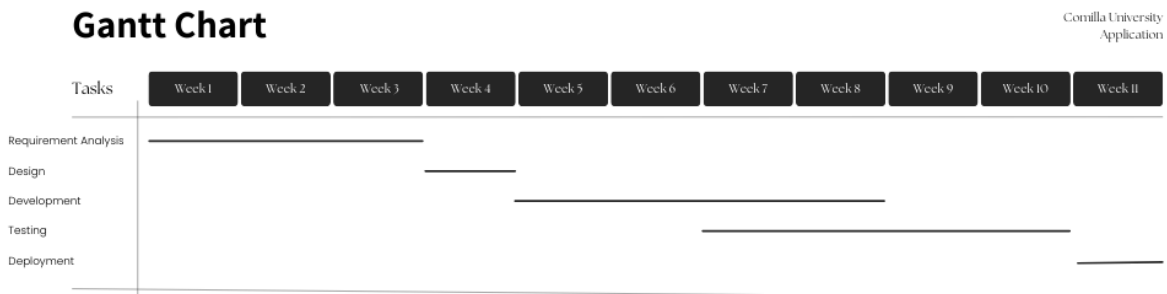 Gantt Chart
Comilla University
Application
Tasks Week 1 Week 2 Week 3 Week 4 Week 5 Week 6 Week 7 Week 8 Week 9 Week 10 Week 11
Requirement Analysis
Design
Development
Testing
Deployment